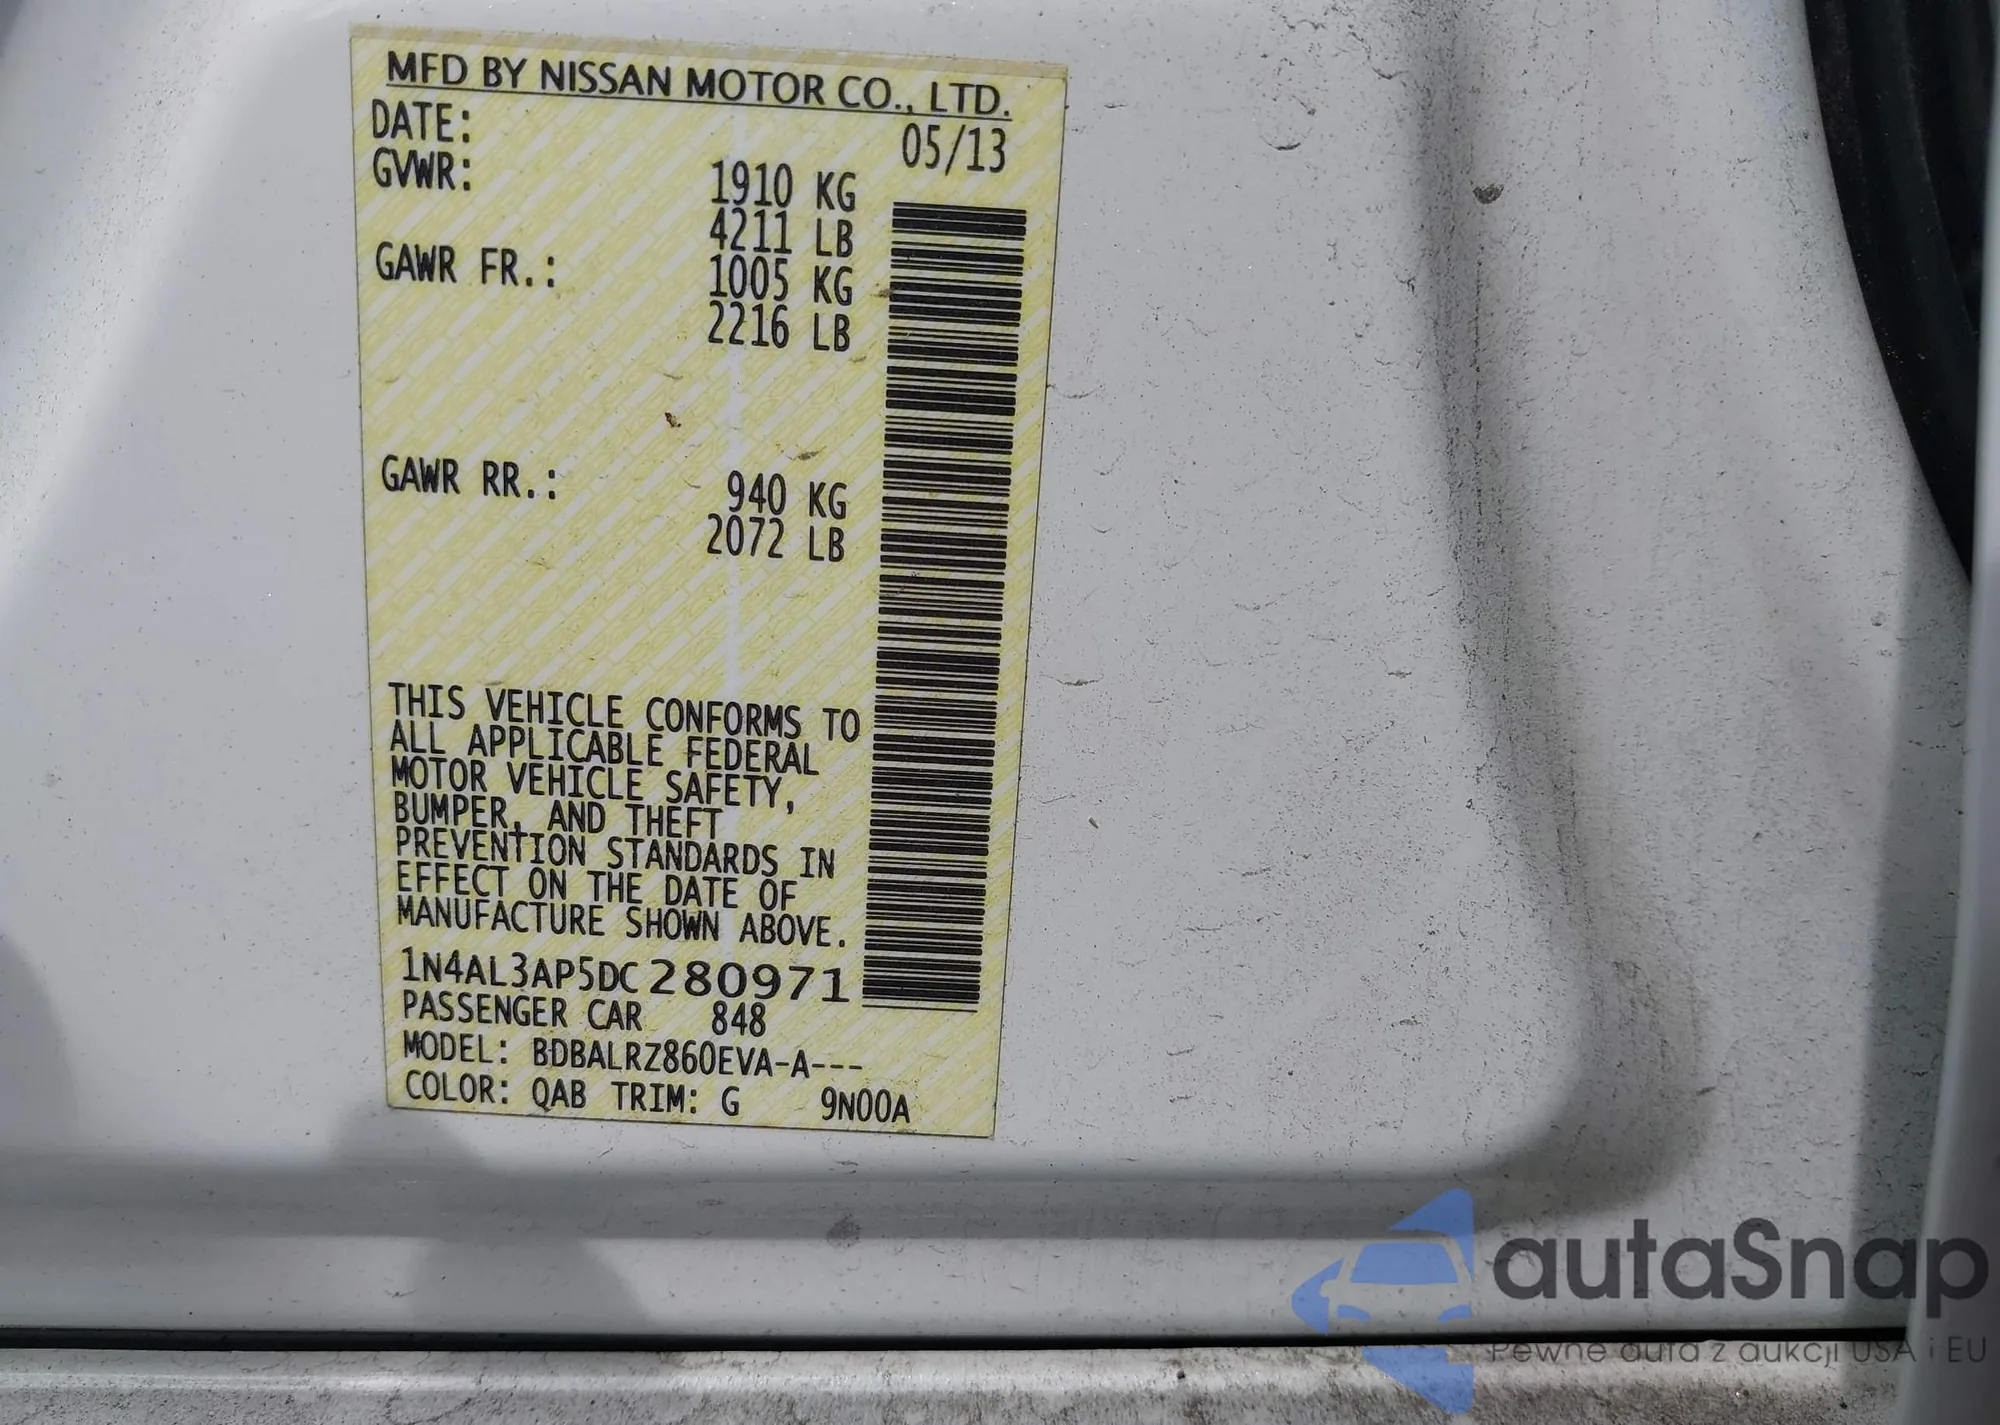 MFD BY NISSAN MOTOR CO., LTD.
DATE: 05/13
GVWR: 1910 KG
4211 LB
GAWR FR.: 1005 KG
2216 LB
GAWR RR.: 940 KG
2072 LB
THIS VEHICLE CONFORMS TO
ALL APPLICABLE FEDERAL
MOTOR VEHICLE SAFETY,
BUMPER, AND THEFT
PREVENTION STANDARDS IN
EFFECT ON THE DATE OF
MANUFACTURE SHOWN ABOVE.
1N4AL3AP5DC280971
PASSENGER CAR 848
MODEL: BDBALRZ860EVA-A---
COLOR: QAB TRIM: G 9N00A
autaSnap
Pewne auta z aukcji USA i EU